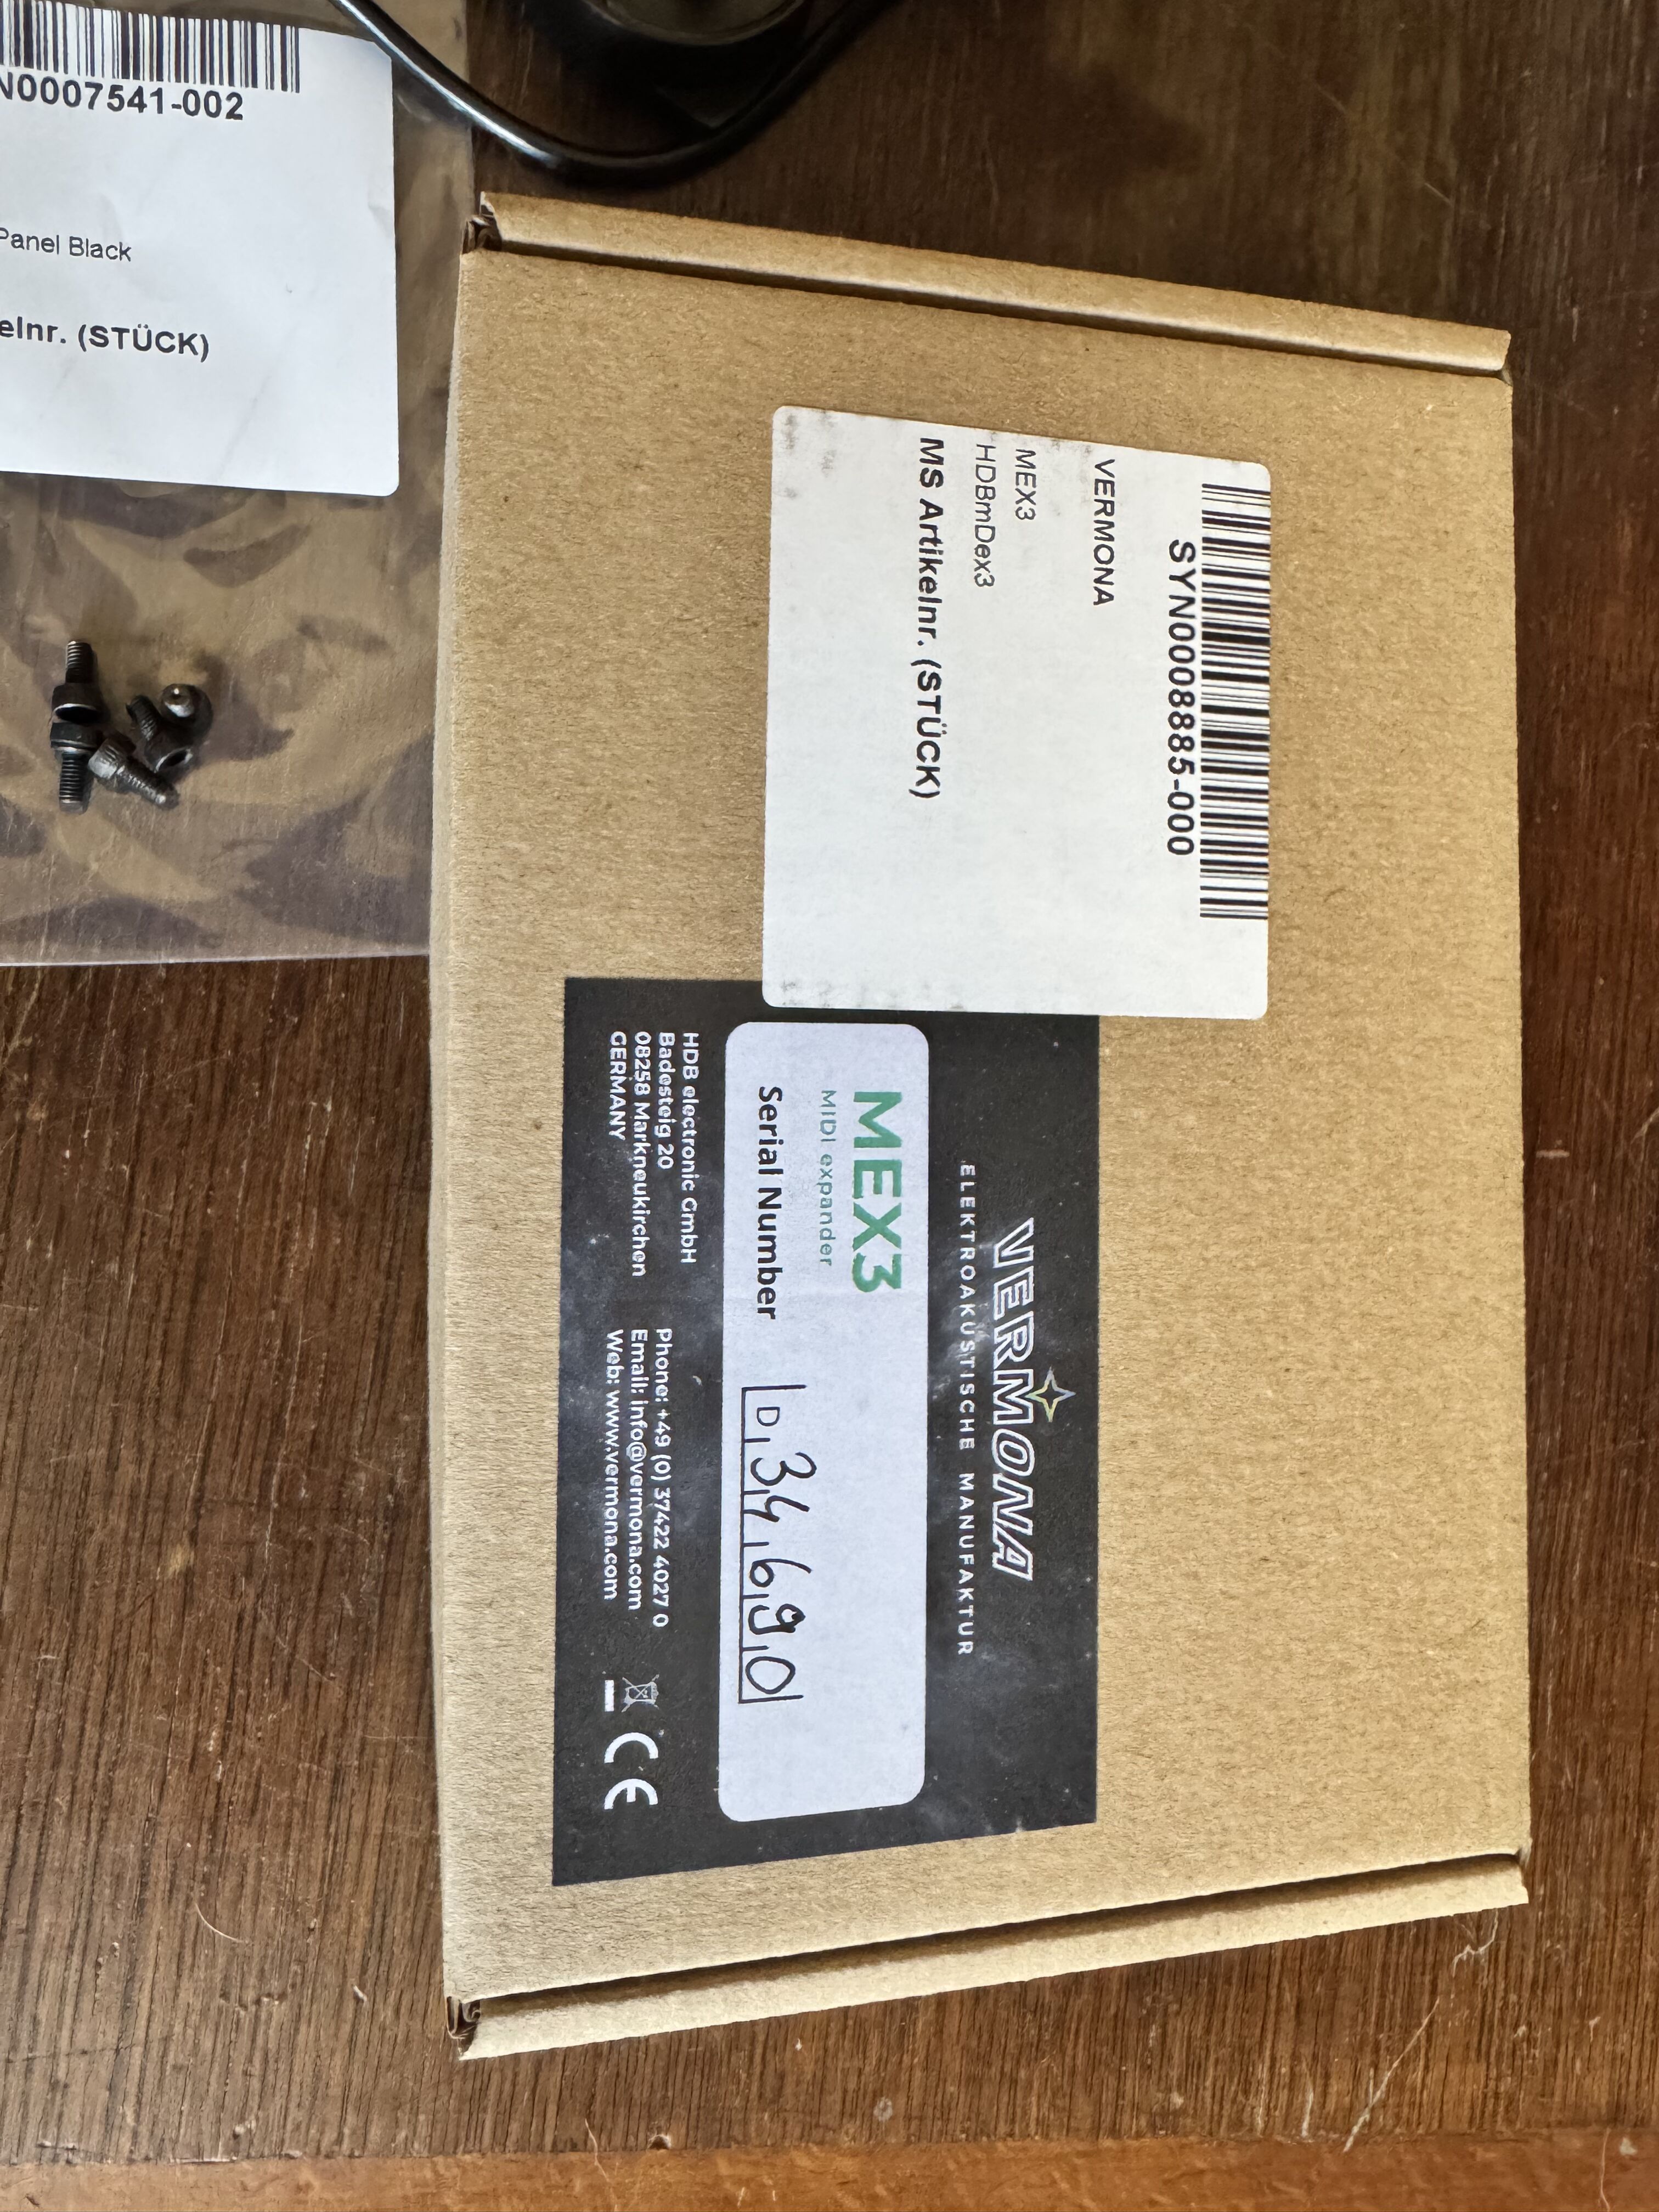 N0007541-002
Panel Black
elnr. (STÜCK)
SYN0008885-000
VERMONA
MEX3
HDBmDex3
MS Artikelnr. (STÜCK)
VERMONA
ELEKTROAKUSTISCHE MANUFAKTUR
MEX3
MIDI expander
Serial Number D 34690
HDB electronic GmbH
Badesteig 20
08258 Markneukirchen
GERMANY
Phone: +49 (0) 37422 4027 0
Email: info@vermona.com
Web: www.vermona.com
CE